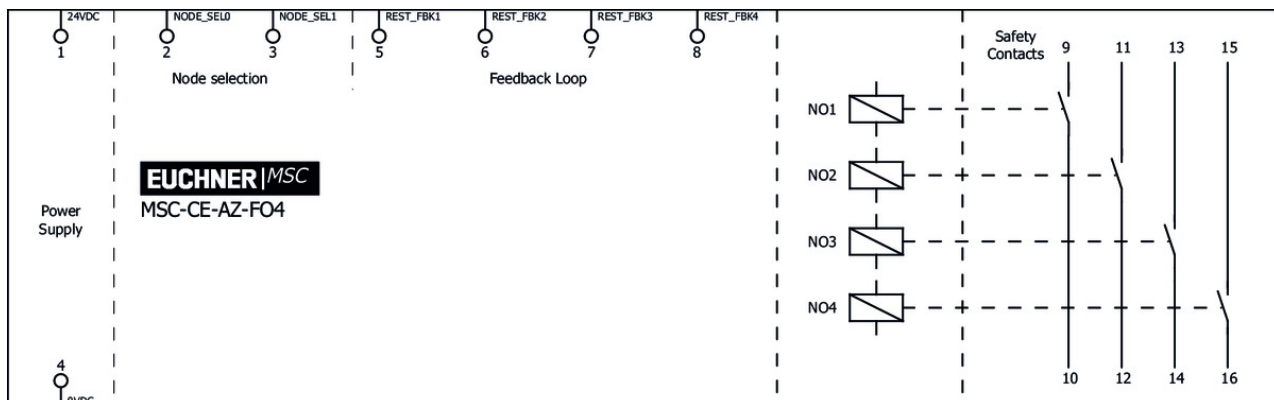 24VDC
NODE_SEL0
NODE_SEL1
REST_FBK1
REST_FBK2
REST_FBK3
REST_FBK4
1
2
3
5
6
7
8
Safety
Contacts
9
11
13
15
Node selection
Feedback Loop
NO1
EUCHNER|MSC
NO2
MSC-CE-AZ-FO4
Power
Supply
NO3
NO4
4
10
12
14
16
0VDC